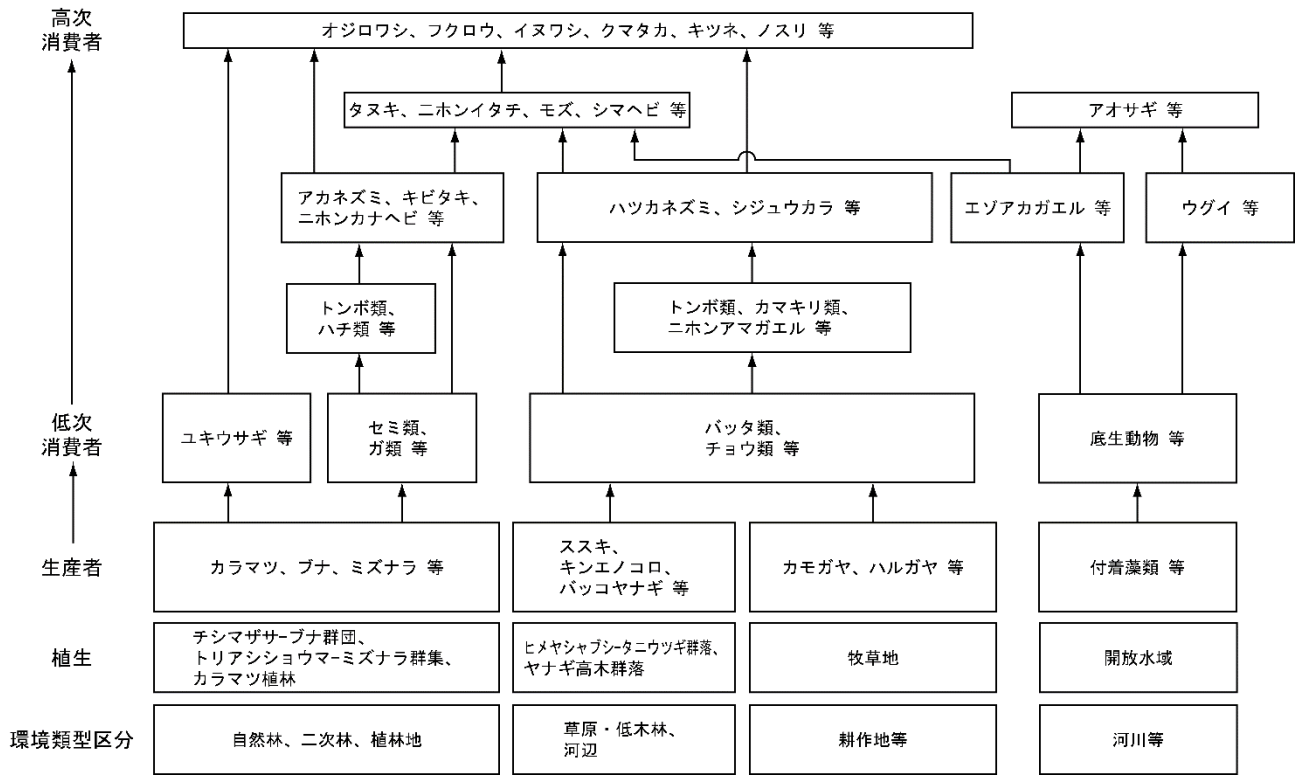 高次
消費者
オジロワシ、フクロウ、イヌワシ、クマタカ、キツネ、ノスリ 等
タヌキ、ニホンイタチ、モズ、シマヘビ 等
アオサギ 等
アカネズミ、キビタキ、
ニホンカナヘビ 等
ハツカネズミ、シジュウカラ 等
エゾアカガエル 等
ウグイ 等
トンボ類、
ハチ類 等
トンボ類、カマキリ類、
ニホンアマガエル 等
低次
消費者
ユキウサギ 等
セミ類、
ガ類 等
バッタ類、
チョウ類 等
底生動物 等
生産者
カラマツ、ブナ、ミズナラ 等
ススキ、
キンエノコロ、
バッコヤナギ 等
カモガヤ、ハルガヤ 等
付着藻類 等
植生
チシマザサーブナ群団、
トリアシショウマーミズナラ群集、
カラマツ植林
ヒメヤシャブシータニウツギ群落、
ヤナギ高木群落
牧草地
開放水域
環境類型区分
自然林、二次林、植林地
草原・低木林、
河辺
耕作地等
河川等